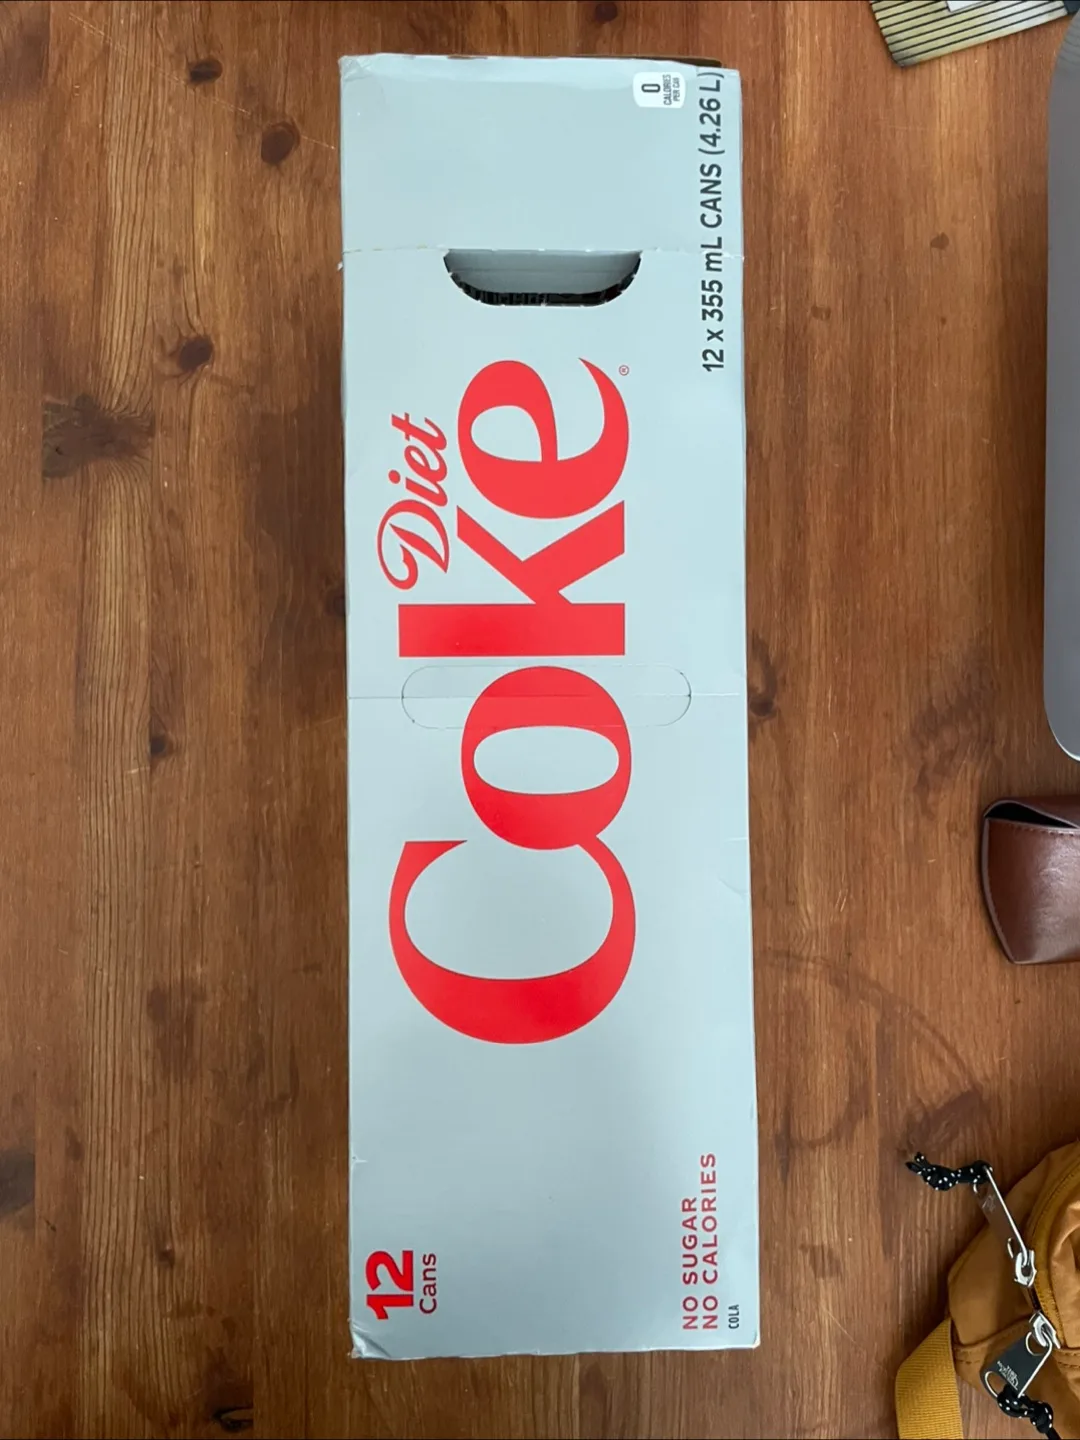 0
CALORIES
PER CAN
12 x 355 mL CANS (4.26 L)
Diet
Coke®
12
Cans
NO SUGAR
NO CALORIES
COLA